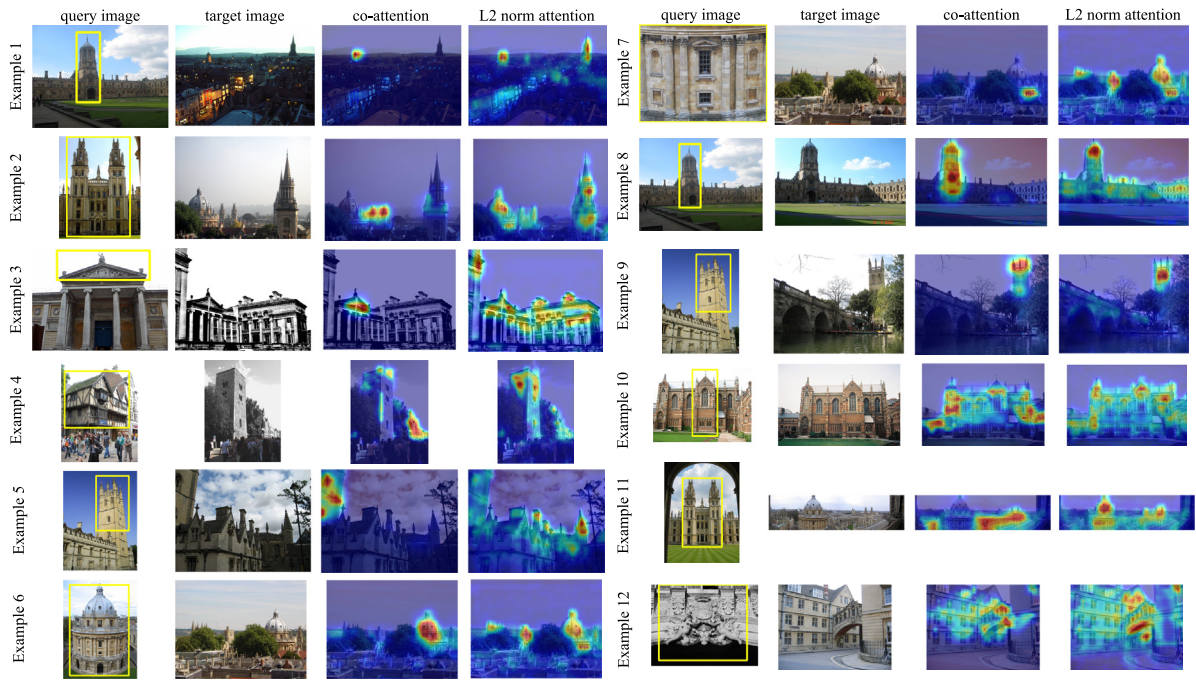 query image target image co-attention L2 norm attention
Example 1
Example 2
Example 3
Example 4
Example 5
Example 6
query image target image co-attention L2 norm attention
Example 7
Example 8
Example 9
Example 10
Example 11
Example 12